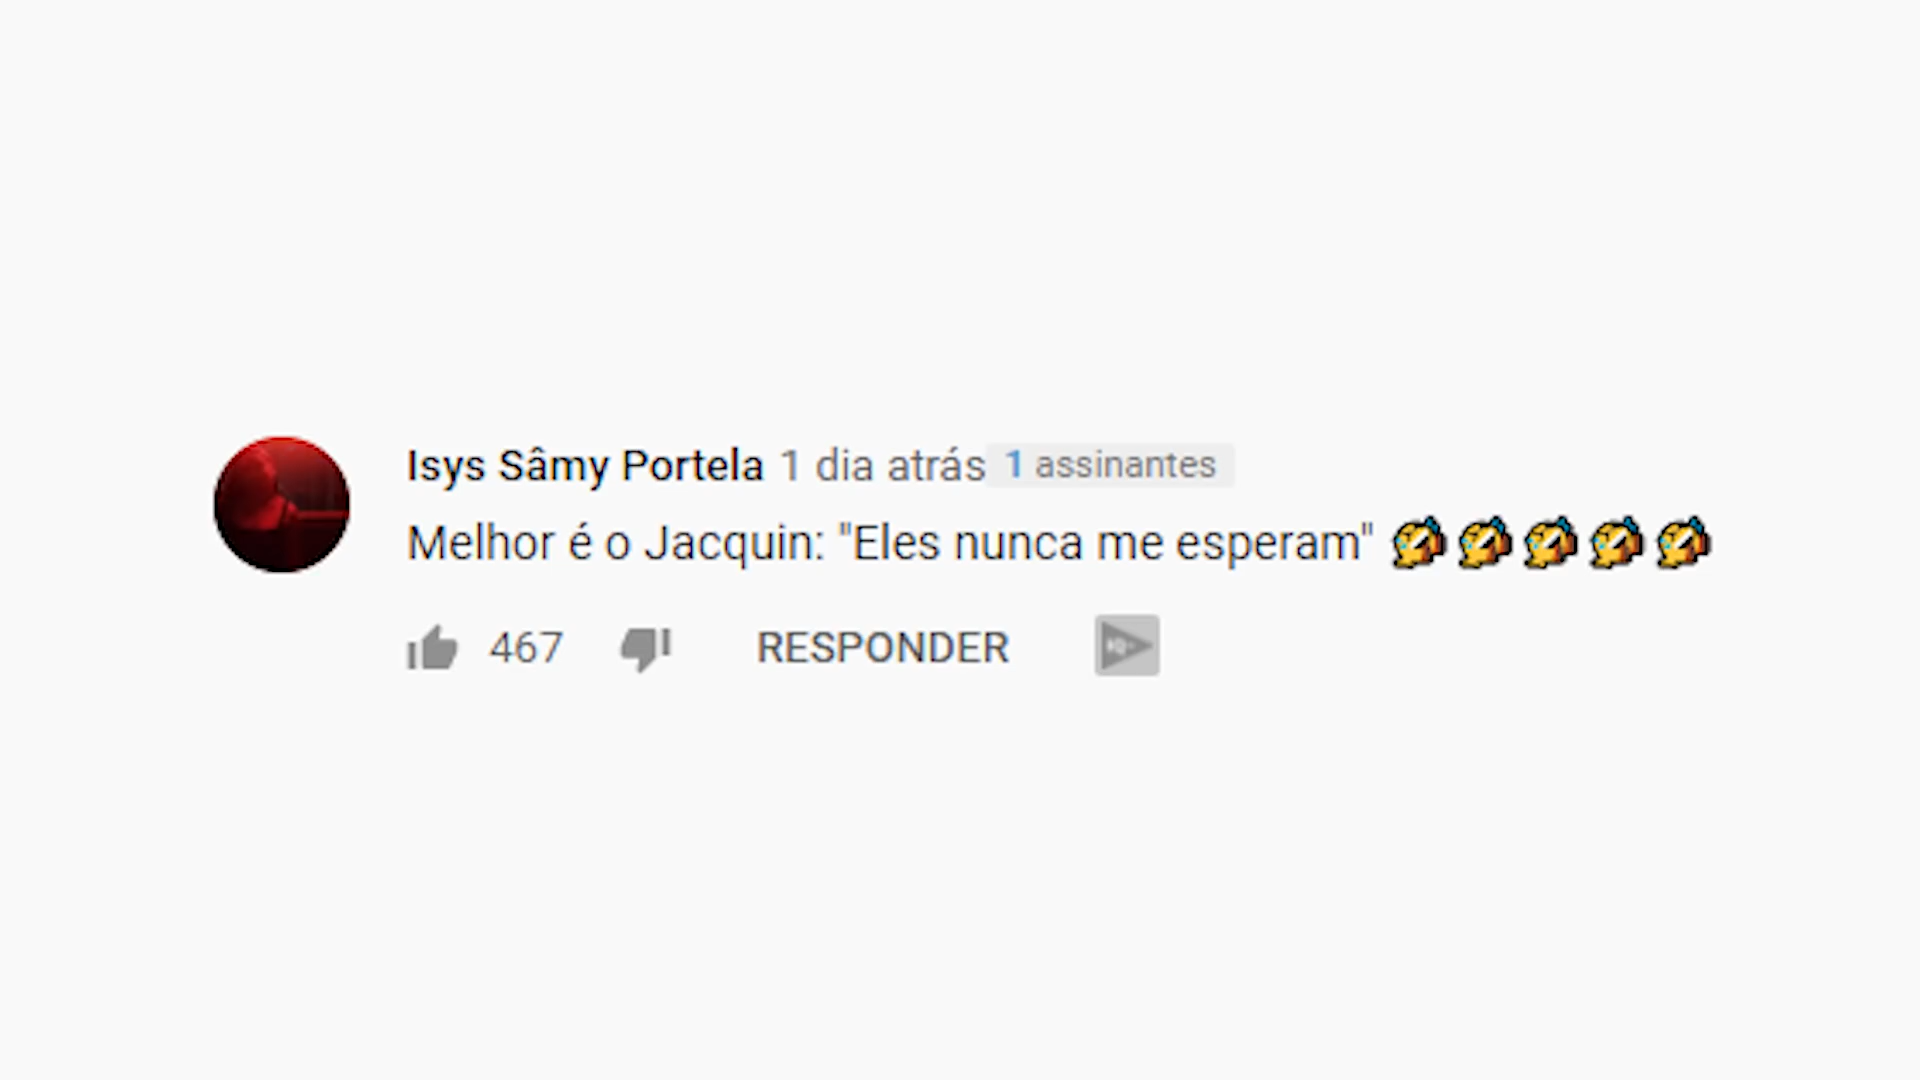 Isys Sâmy Portela 1 dia atrás 1 assinantes
Melhor é o Jacquin: "Eles nunca me esperam" 🤣🤣🤣🤣🤣
467 RESPONDER